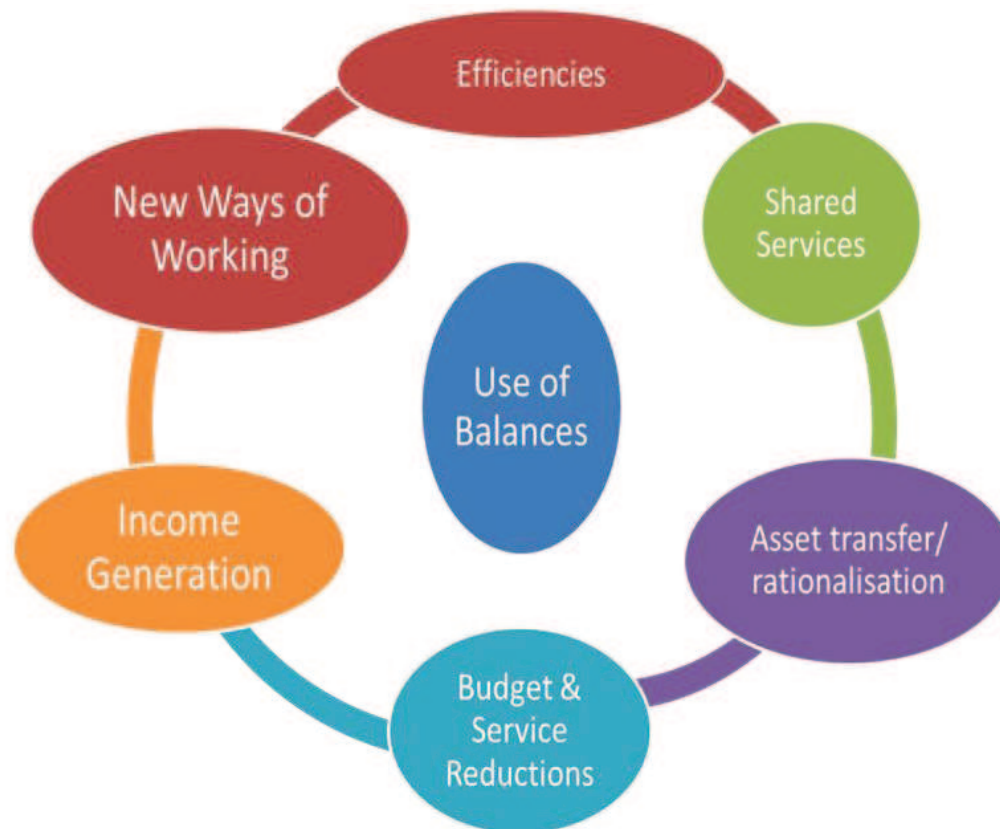 Efficiencies
New Ways of
Working
Shared
Services
Use of
Balances
Income
Generation
Asset transfer/
rationalisation
Budget &
Service
Reductions